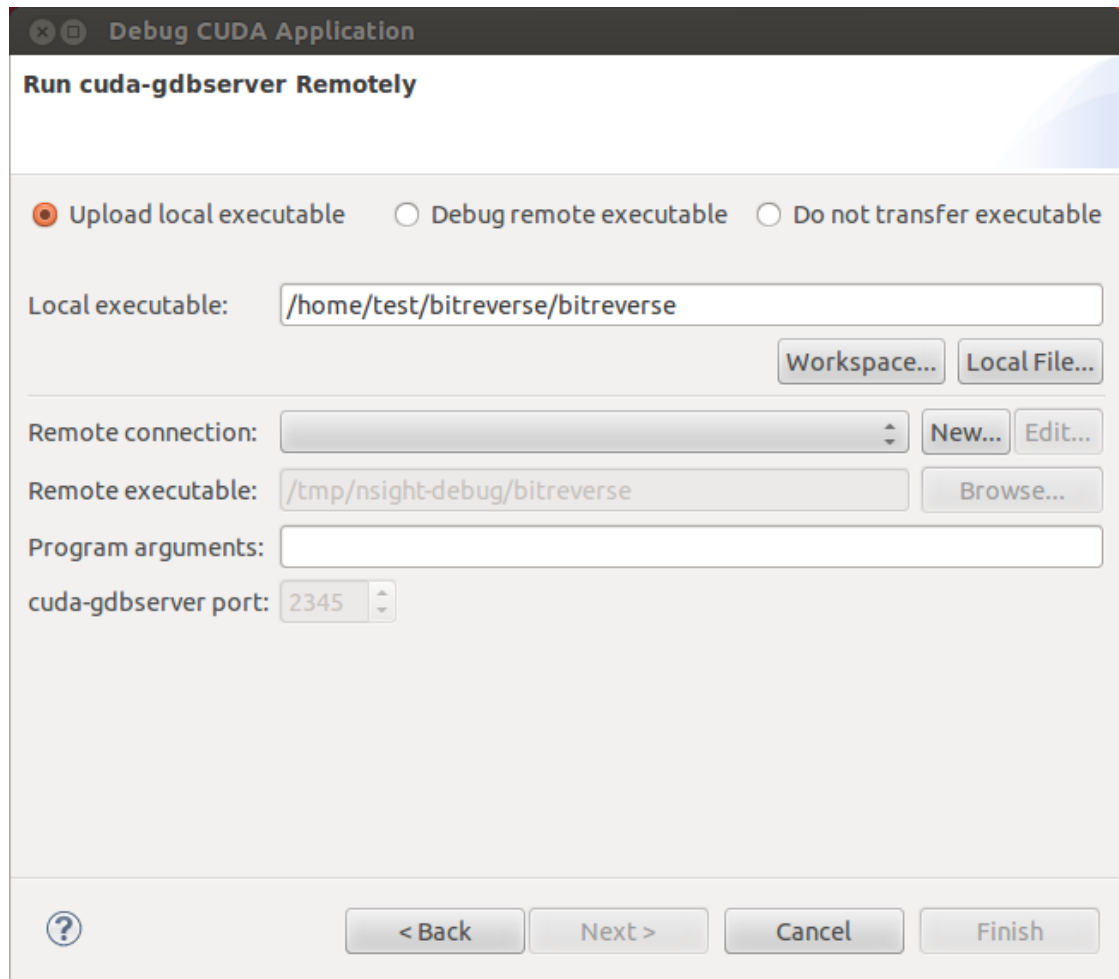 Debug CUDA Application
Run cuda-gdbserver Remotely
Upload local executable Debug remote executable Do not transfer executable
Local executable: /home/test/bitreverse/bitreverse
Workspace... Local File...
Remote connection: New... Edit...
Remote executable: /tmp/nsight-debug/bitreverse Browse...
Program arguments:
cuda-gdbserver port: 2345
? < Back Next > Cancel Finish